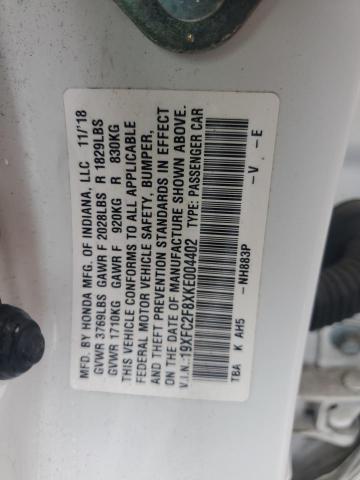 MFD. BY HONDA MFG. OF INDIANA, LLC 11/'18
GVWR 3769LBS GAWR F 2028LBS R 1829LBS
GVWR 1710KG GAWR F 920KG R 830KG
THIS VEHICLE CONFORMS TO ALL APPLICABLE
FEDERAL MOTOR VEHICLE SAFETY, BUMPER,
AND THEFT PREVENTION STANDARDS IN EFFECT
ON THE DATE OF MANUFACTURE SHOWN ABOVE.
V.I.N.:19XFC2F8XKE004402 TYPE: PASSENGER CAR
TBA K AH5 -NH883P -V -E